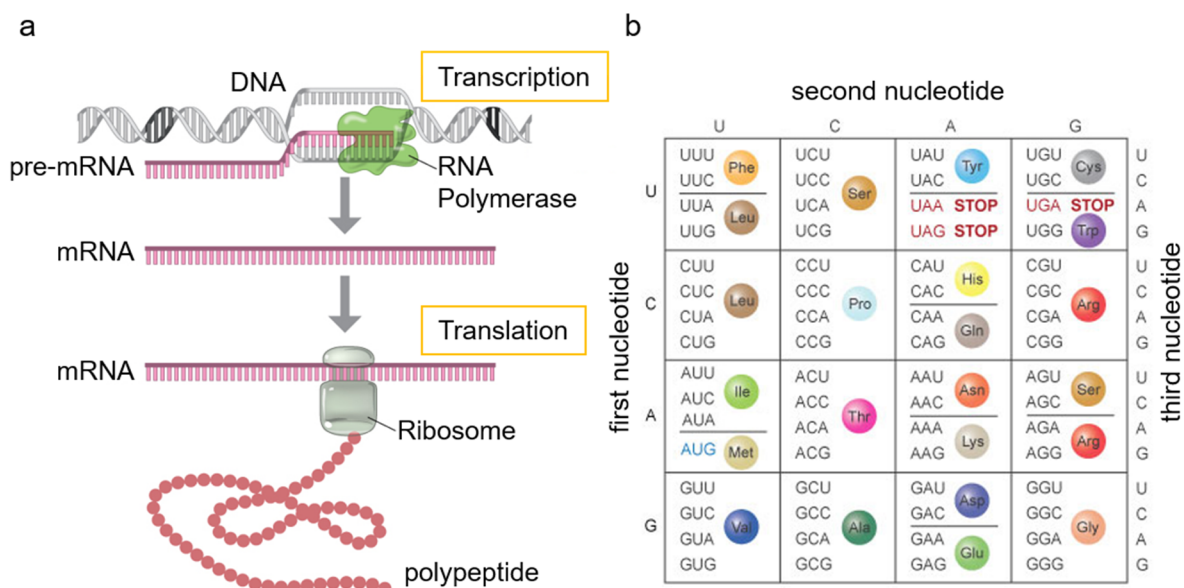 a
DNA
Transcription
pre-mRNA
RNA
Polymerase
mRNA
Translation
mRNA
Ribosome
polypeptide
b
second nucleotide
U C A G
first nucleotide
third nucleotide
U
UUU
UUC
Phe
UUA
UUG
Leu
UCU
UCC
UCA
UCG
Ser
UAU
UAC
Tyr
UAA STOP
UAG STOP
UGU
UGC
Cys
UGA STOP
UGG Trp
U
C
A
G
C
CUU
CUC
CUA
CUG
Leu
CCU
CCC
CCA
CCG
Pro
CAU
CAC
His
CAA
CAG
Gln
CGU
CGC
CGA
CGG
Arg
U
C
A
G
A
AUU
AUC
AUA
Ile
AUG Met
ACU
ACC
ACA
ACG
Thr
AAU
AAC
Asn
AAA
AAG
Lys
AGU
AGC
Ser
AGA
AGG
Arg
U
C
A
G
G
GUU
GUC
GUA
GUG
Val
GCU
GCC
GCA
GCG
Ala
GAU
GAC
Asp
GAA
GAG
Glu
GGU
GGC
GGA
GGG
Gly
U
C
A
G